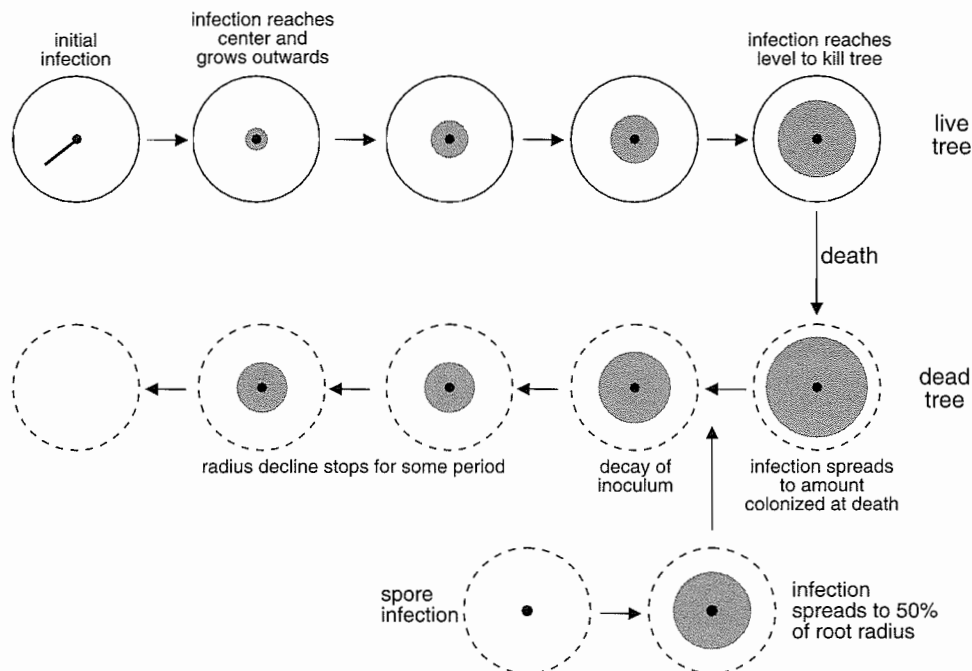 initial
infection
infection reaches
center and
grows outwards
infection reaches
level to kill tree
live
tree
death
dead
tree
radius decline stops for some period
decay of
inoculum
infection spreads
to amount
colonized at death
spore
infection
infection
spreads to 50%
of root radius